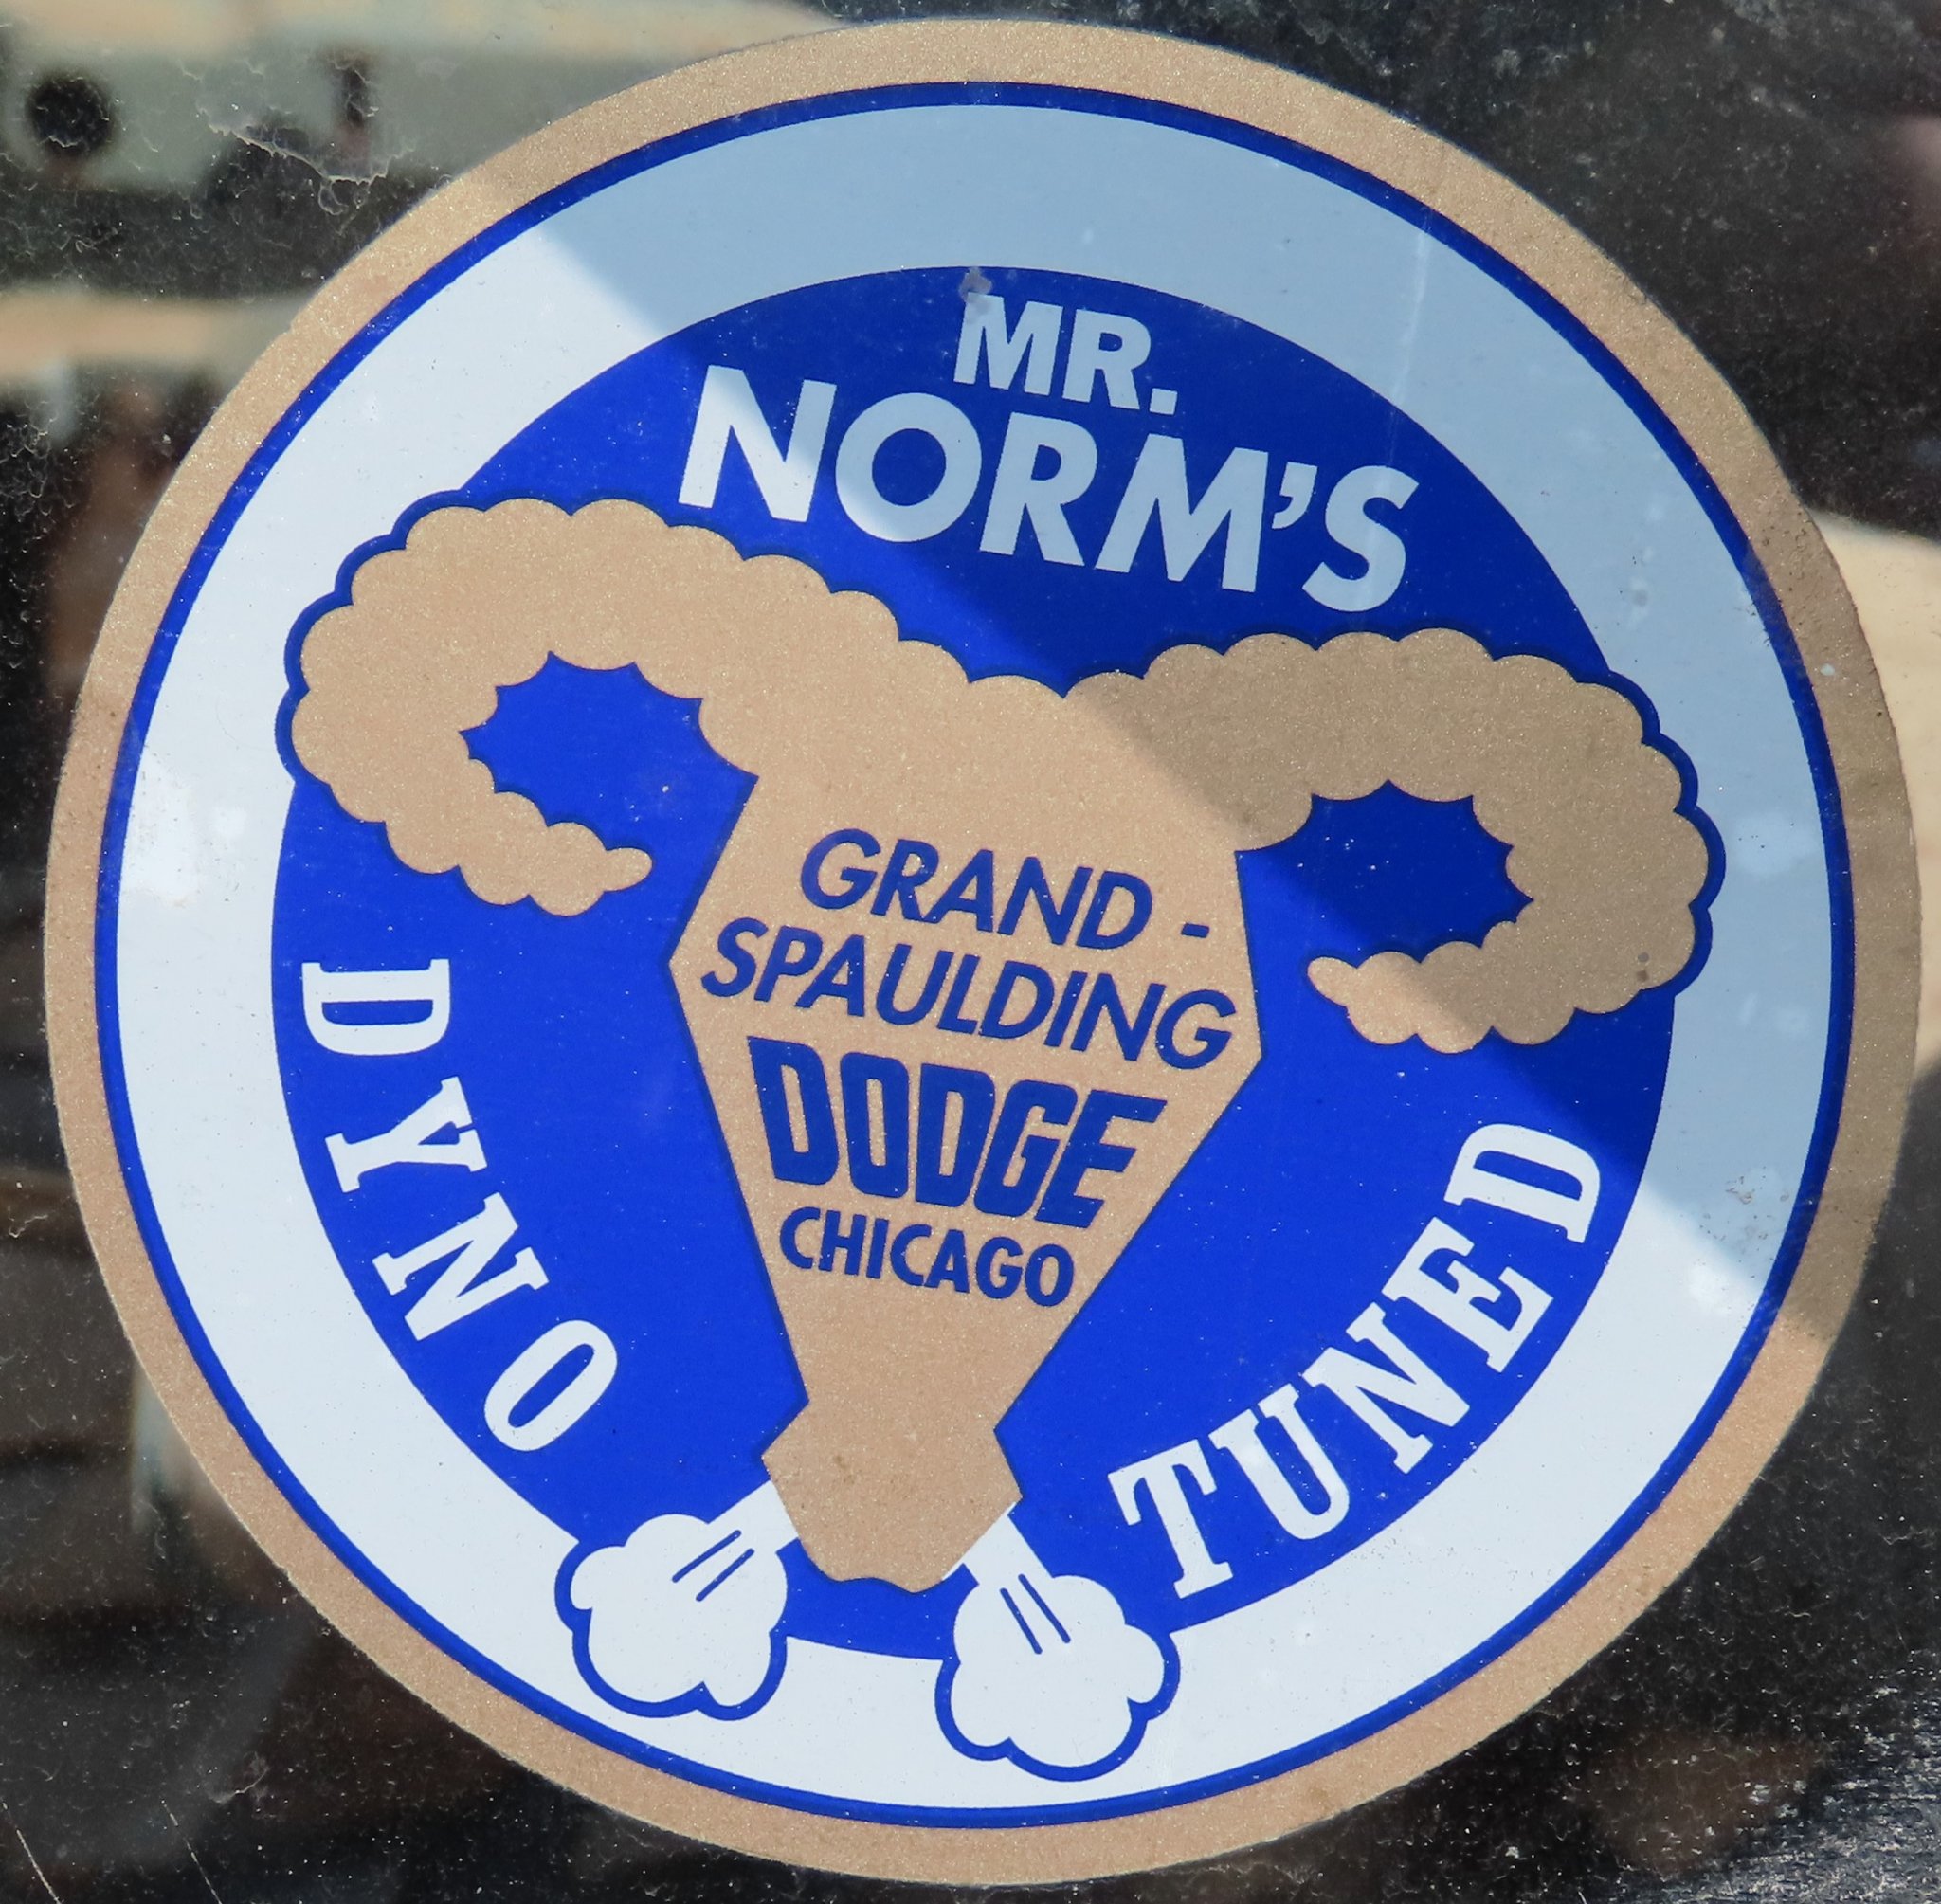 MR.
NORM'S
GRAND -
SPAULDING
DODGE
CHICAGO
DYNO
TUNED